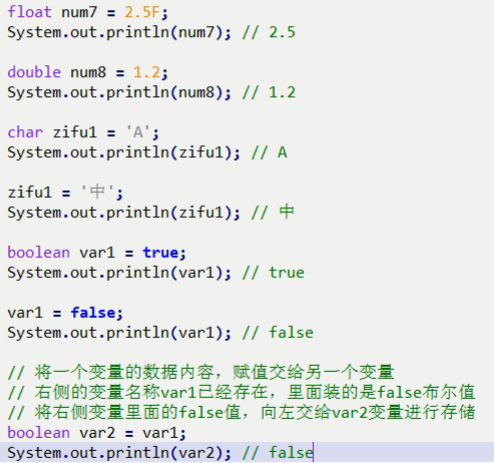 float num7 = 2.5F;
System.out.println(num7); // 2.5
double num8 = 1.2;
System.out.println(num8); // 1.2
char zifu1 = 'A';
System.out.println(zifu1); // A
zifu1 = '中';
System.out.println(zifu1); // 中
boolean var1 = true;
System.out.println(var1); // true
var1 = false;
System.out.println(var1); // false
// 将一个变量的数据内容，赋值交给另一个变量
// 右侧的变量名称var1已经存在，里面装的是false布尔值
// 将右侧变量里面的false值，向左交给var2变量进行存储
boolean var2 = var1;
System.out.println(var2); // false